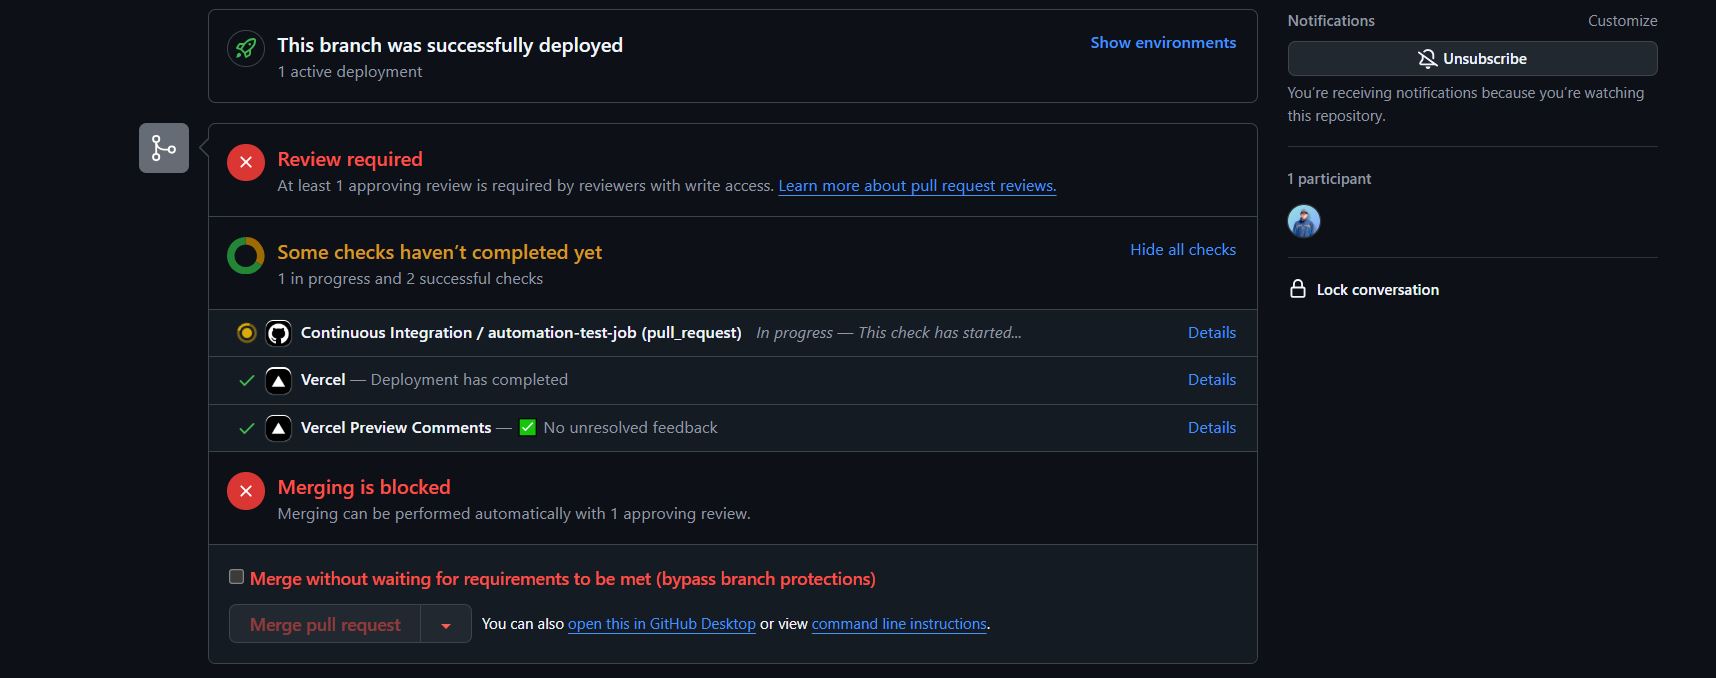 This branch was successfully deployed
Show environments
1 active deployment
Review required
At least 1 approving review is required by reviewers with write access. Learn more about pull request reviews.
Some checks haven’t completed yet
Hide all checks
1 in progress and 2 successful checks
Continuous Integration / automation-test-job (pull_request) In progress — This check has started...
Details
Vercel — Deployment has completed
Details
Vercel Preview Comments — ✅ No unresolved feedback
Details
Merging is blocked
Merging can be performed automatically with 1 approving review.
Merge without waiting for requirements to be met (bypass branch protections)
Merge pull request
You can also open this in GitHub Desktop or view command line instructions.
Notifications
Customize
Unsubscribe
You’re receiving notifications because you’re watching
this repository.
1 participant
Lock conversation